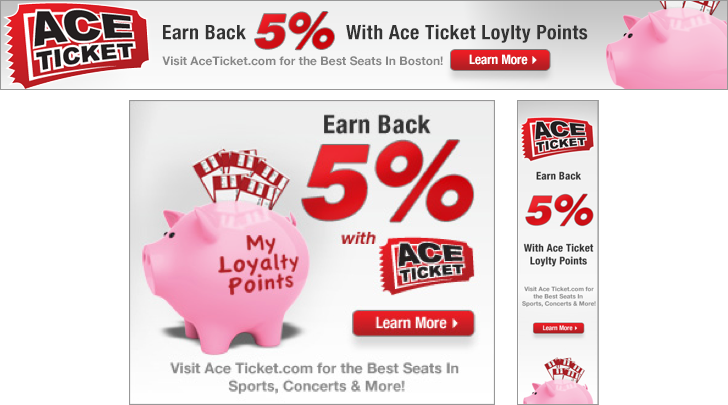 ACE
TICKET
Earn Back 5% With Ace Ticket Loylty Points
Visit AceTicket.com for the Best Seats In Boston!
Learn More
Earn Back
5%
with
ACE
TICKET
My
Loyalty
Points
Learn More
Visit Ace Ticket.com for the Best Seats In
Sports, Concerts & More!
ACE
TICKET
Earn Back
5%
With Ace Ticket
Loylty Points
Visit Ace Ticket.com for
the Best Seats In
Sports, Concerts & More!
Learn More